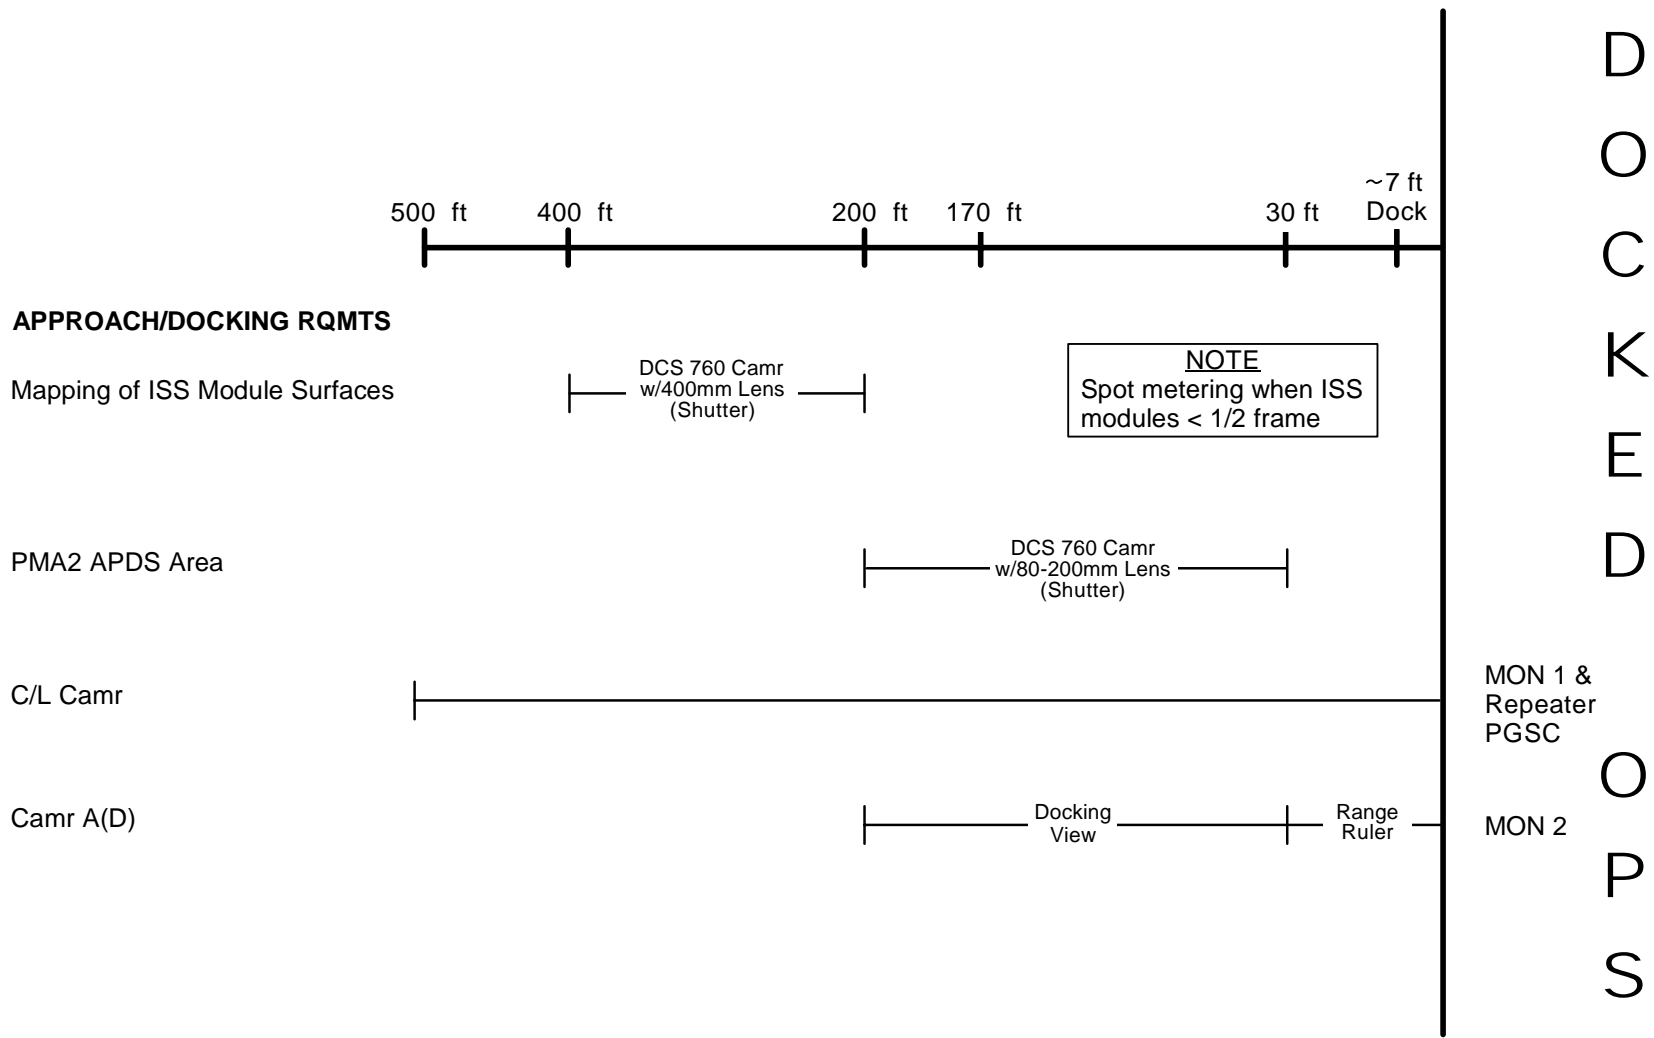 ~7 ft
500 ft 400 ft 200 ft 170 ft 30 ft Dock
APPROACH/DOCKING RQMTS
Mapping of ISS Module Surfaces
DCS 760 Camr
w/400mm Lens
(Shutter)
NOTE
Spot metering when ISS
modules < 1/2 frame
PMA2 APDS Area
DCS 760 Camr
w/80-200mm Lens
(Shutter)
C/L Camr
MON 1 &
Repeater
PGSC
Camr A(D)
Docking
View
Range
Ruler
MON 2
D
O
C
K
E
D
O
P
S